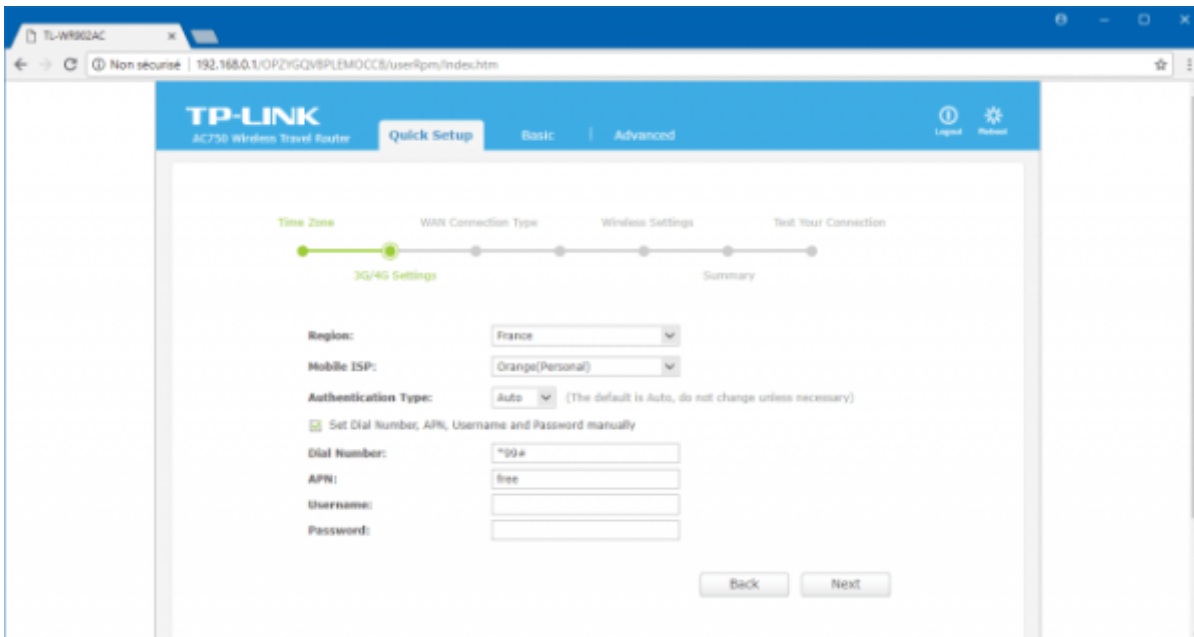 TL-WR902AC
Non sécurisé | 192.168.0.1/OPZYGQVBPLEMOCCB/userRpm/Index.htm
TP-LINK
AC750 Wireless Travel Router
Quick Setup
Basic
Advanced
Logout
Reboot
Time Zone
WAN Connection Type
Wireless Settings
Test Your Connection
3G/4G Settings
Summary
Region: France
Mobile ISP: Orange(Personal)
Authentication Type: Auto (The default is Auto, do not change unless necessary)
Set Dial Number, APN, Username and Password manually
Dial Number: *99#
APN: free
Username:
Password:
Back
Next